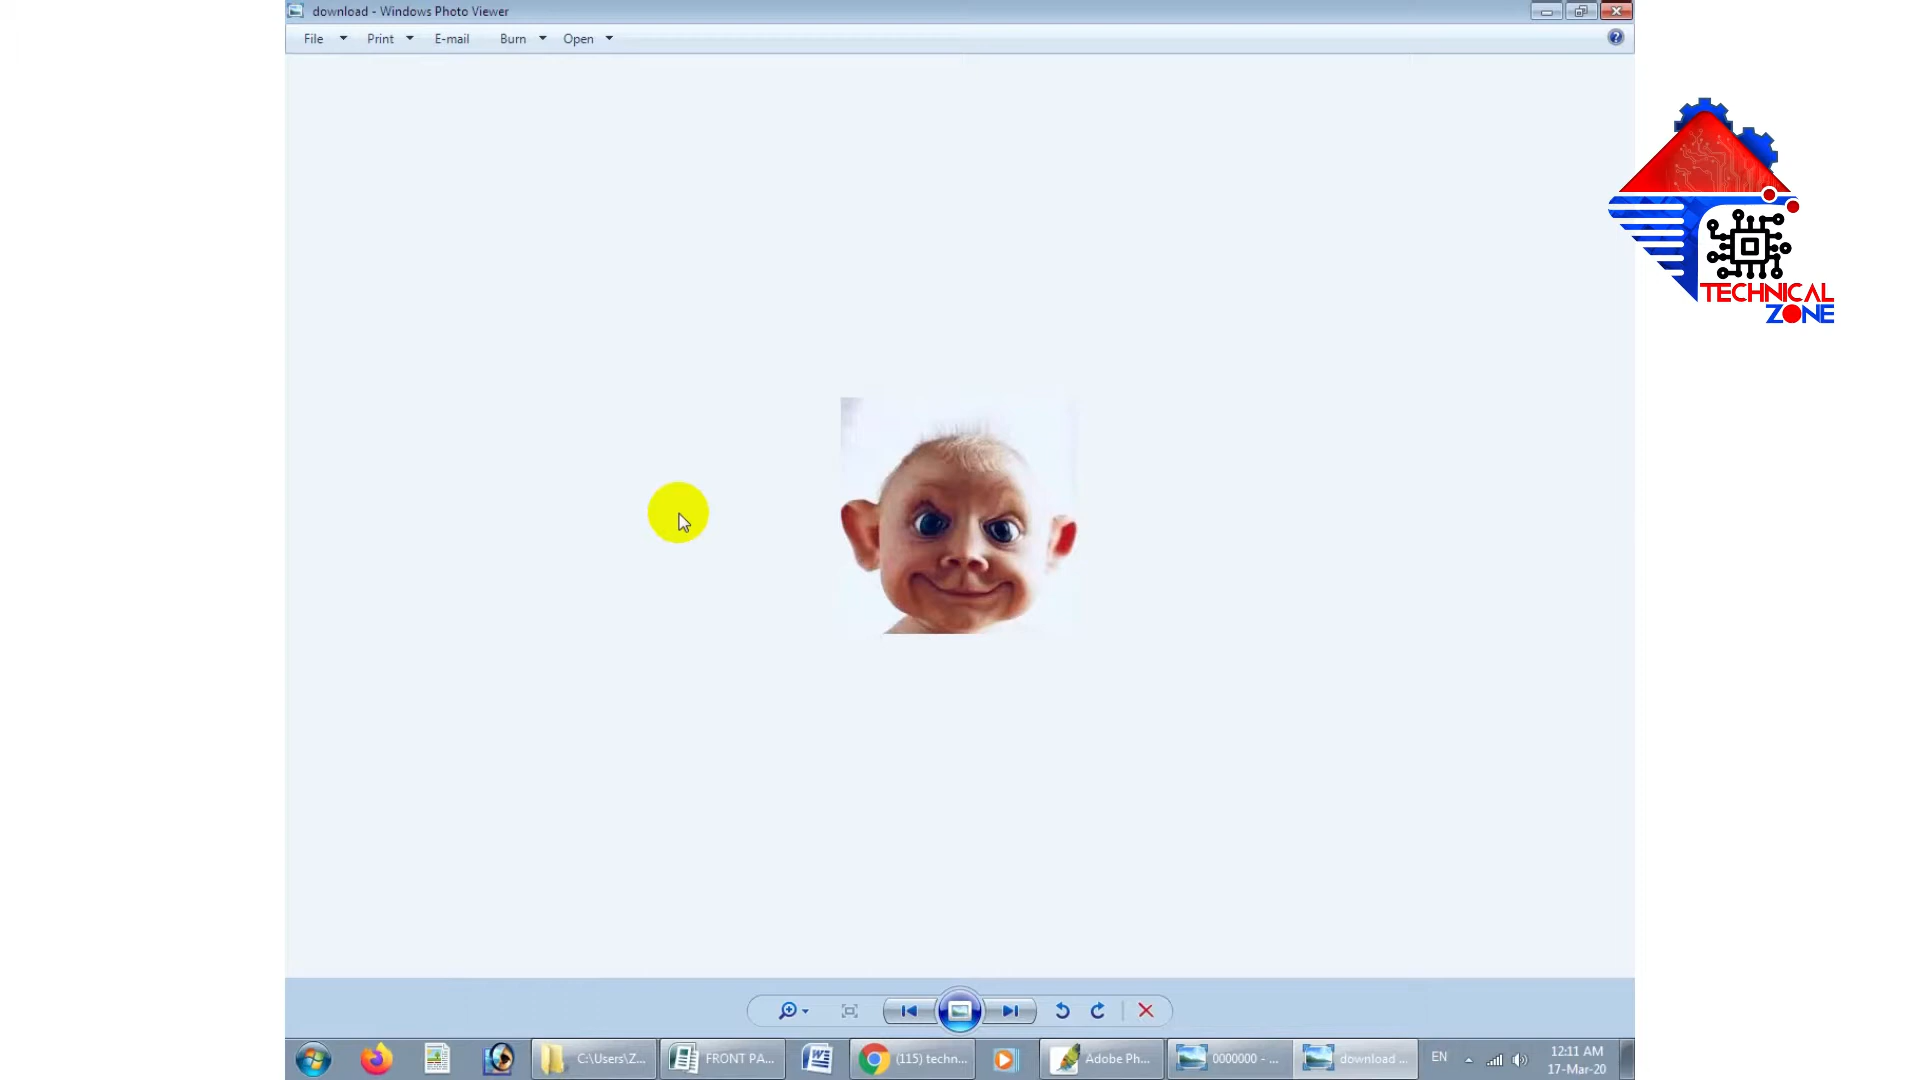 download - Windows Photo Viewer
File Print E-mail Burn Open
TECHNICAL
ZONE
C:\Users\Z... FRONT PA... (115) techn... Adobe Ph... 0000000 - ... download ... EN 12:11 AM
17-Mar-20